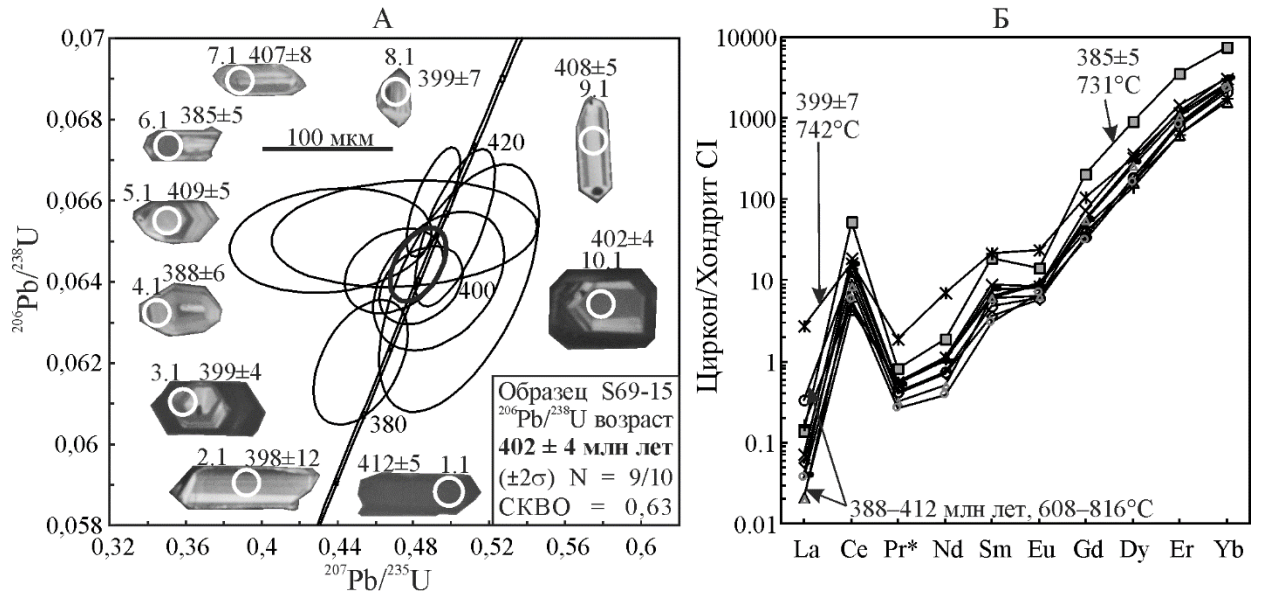 А
0,07
0,068
0,066
0,064
0,062
0,06
0,058
²⁰⁶Pb/²³⁸U
0,32
0,36
0,4
0,44
0,48
0,52
0,56
0,6
²⁰⁷Pb/²³⁵U
7.1 407±8
8.1
399±7
408±5
9.1
6.1 385±5
100 мкм
420
5.1 409±5
402±4
10.1
388±6
4.1
400
3.1 399±4
380
2.1 398±12
412±5 1.1
Образец S69-15
²⁰⁶Pb/²³⁸U возраст
402 ± 4 млн лет
(±2σ) N = 9/10
СКВО = 0,63
Б
Циркон/Хондрит CI
10000
1000
100
10
1
0.1
0.01
385±5
731°C
399±7
742°C
388–412 млн лет, 608–816°C
La Ce Pr* Nd Sm Eu Gd Dy Er Yb